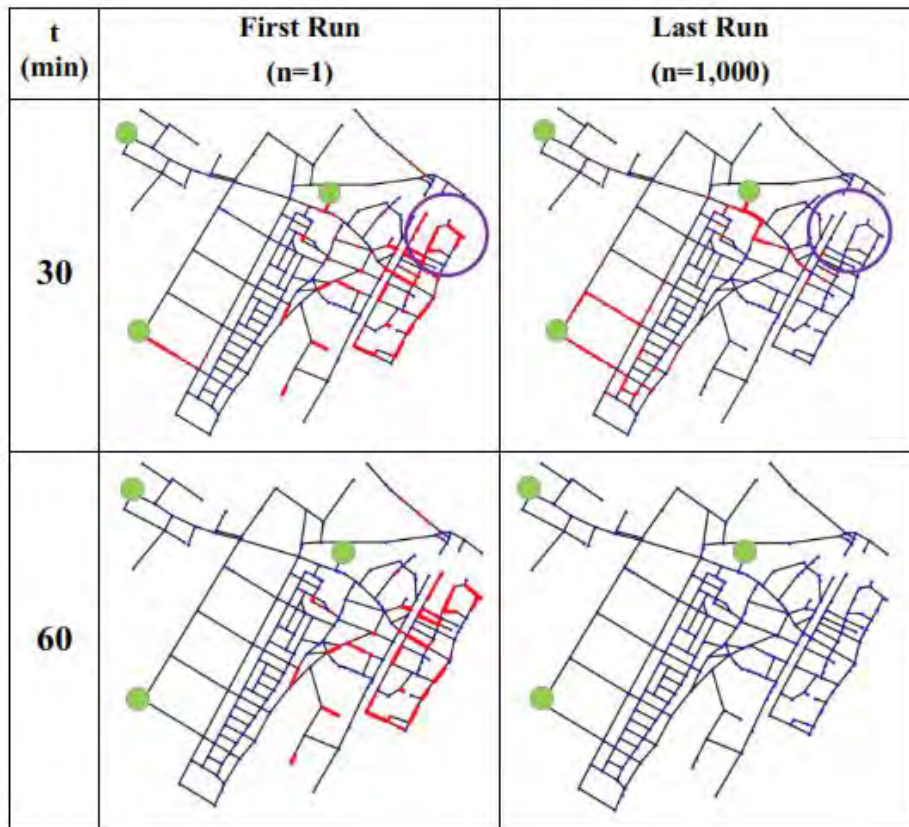 t
(min)
First Run
(n=1)
Last Run
(n=1,000)
30
60